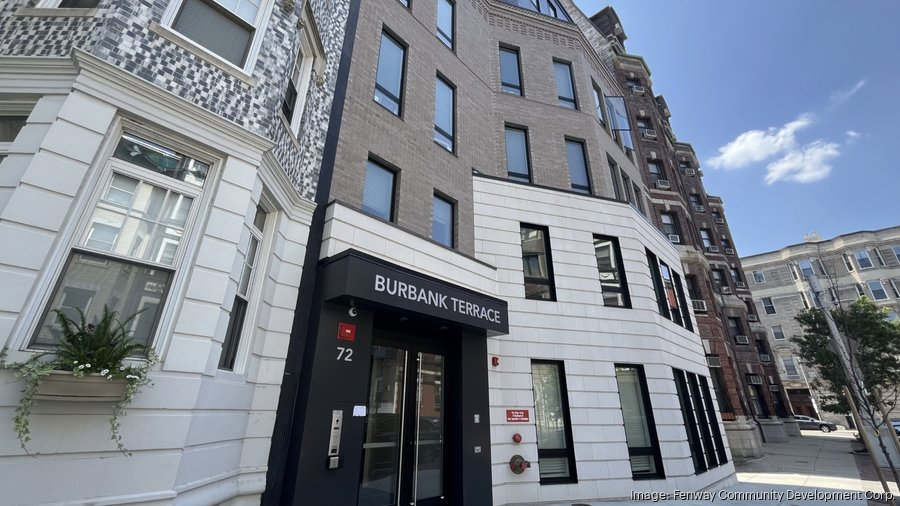 BURBANK TERRACE
72
Image: Fenway Community Development Corp.